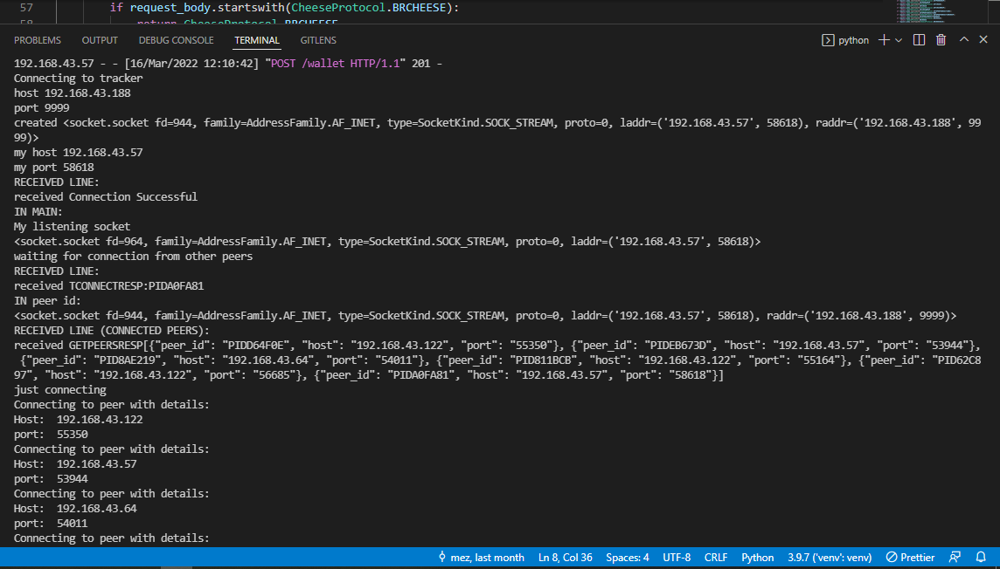 57 if request_body.startswith(CheeseProtocol.BRCHEESE):
58 return CheeseProtocol.BRCHEESE
PROBLEMS OUTPUT DEBUG CONSOLE TERMINAL GITLENS python
192.168.43.57 - - [16/Mar/2022 12:10:42] "POST /wallet HTTP/1.1" 201 -
Connecting to tracker
host 192.168.43.188
port 9999
created <socket.socket fd=944, family=AddressFamily.AF_INET, type=SocketKind.SOCK_STREAM, proto=0, laddr=('192.168.43.57', 58618), raddr=('192.168.43.188', 99
99)>
my host 192.168.43.57
my port 58618
RECEIVED LINE:
received Connection Successful
IN MAIN:
My listening socket
<socket.socket fd=964, family=AddressFamily.AF_INET, type=SocketKind.SOCK_STREAM, proto=0, laddr=('192.168.43.57', 58618)>
waiting for connection from other peers
RECEIVED LINE:
received TCONNECTRESP:PIDA0FA81
IN peer id:
<socket.socket fd=944, family=AddressFamily.AF_INET, type=SocketKind.SOCK_STREAM, proto=0, laddr=('192.168.43.57', 58618), raddr=('192.168.43.188', 9999)>
RECEIVED LINE (CONNECTED PEERS):
received GETPEERSRESP[{"peer_id": "PIDD64F0E", "host": "192.168.43.122", "port": "55350"}, {"peer_id": "PIDEB673D", "host": "192.168.43.57", "port": "53944"},
{"peer_id": "PID8AE219", "host": "192.168.43.64", "port": "54011"}, {"peer_id": "PID811BCB", "host": "192.168.43.122", "port": "55164"}, {"peer_id": "PID62C8
97", "host": "192.168.43.122", "port": "56685"}, {"peer_id": "PIDA0FA81", "host": "192.168.43.57", "port": "58618"}]
just connecting
Connecting to peer with details:
Host:  192.168.43.122
port:  55350
Connecting to peer with details:
Host:  192.168.43.57
port:  53944
Connecting to peer with details:
Host:  192.168.43.64
port:  54011
Connecting to peer with details:
mez, last month Ln 8, Col 36 Spaces: 4 UTF-8 CRLF Python 3.9.7 ('venv': venv) Prettier